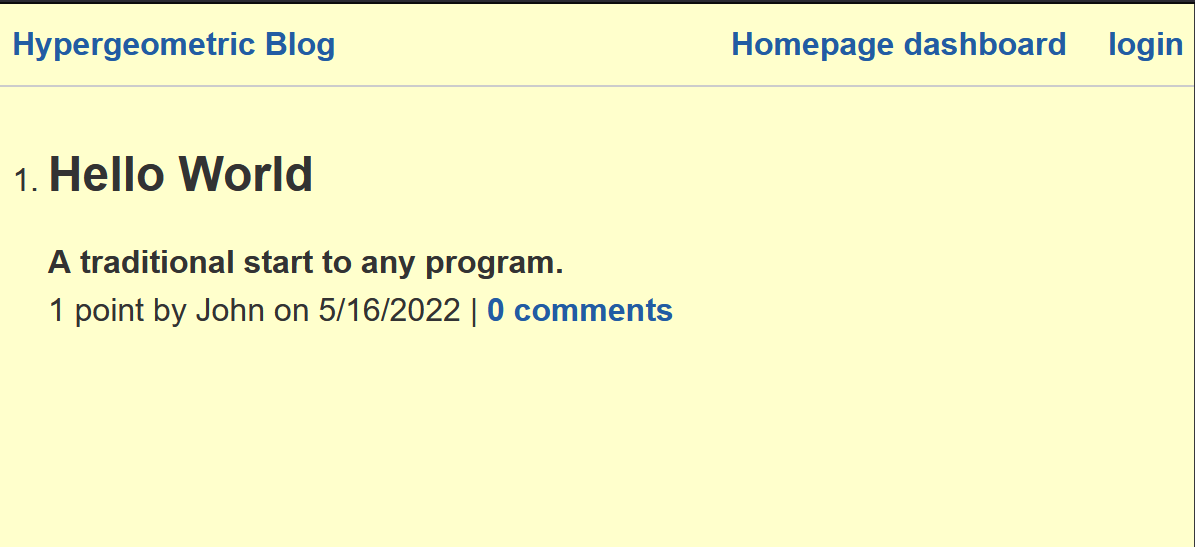 Hypergeometric Blog Homepage dashboard login
1. Hello World
A traditional start to any program.
1 point by John on 5/16/2022 | 0 comments